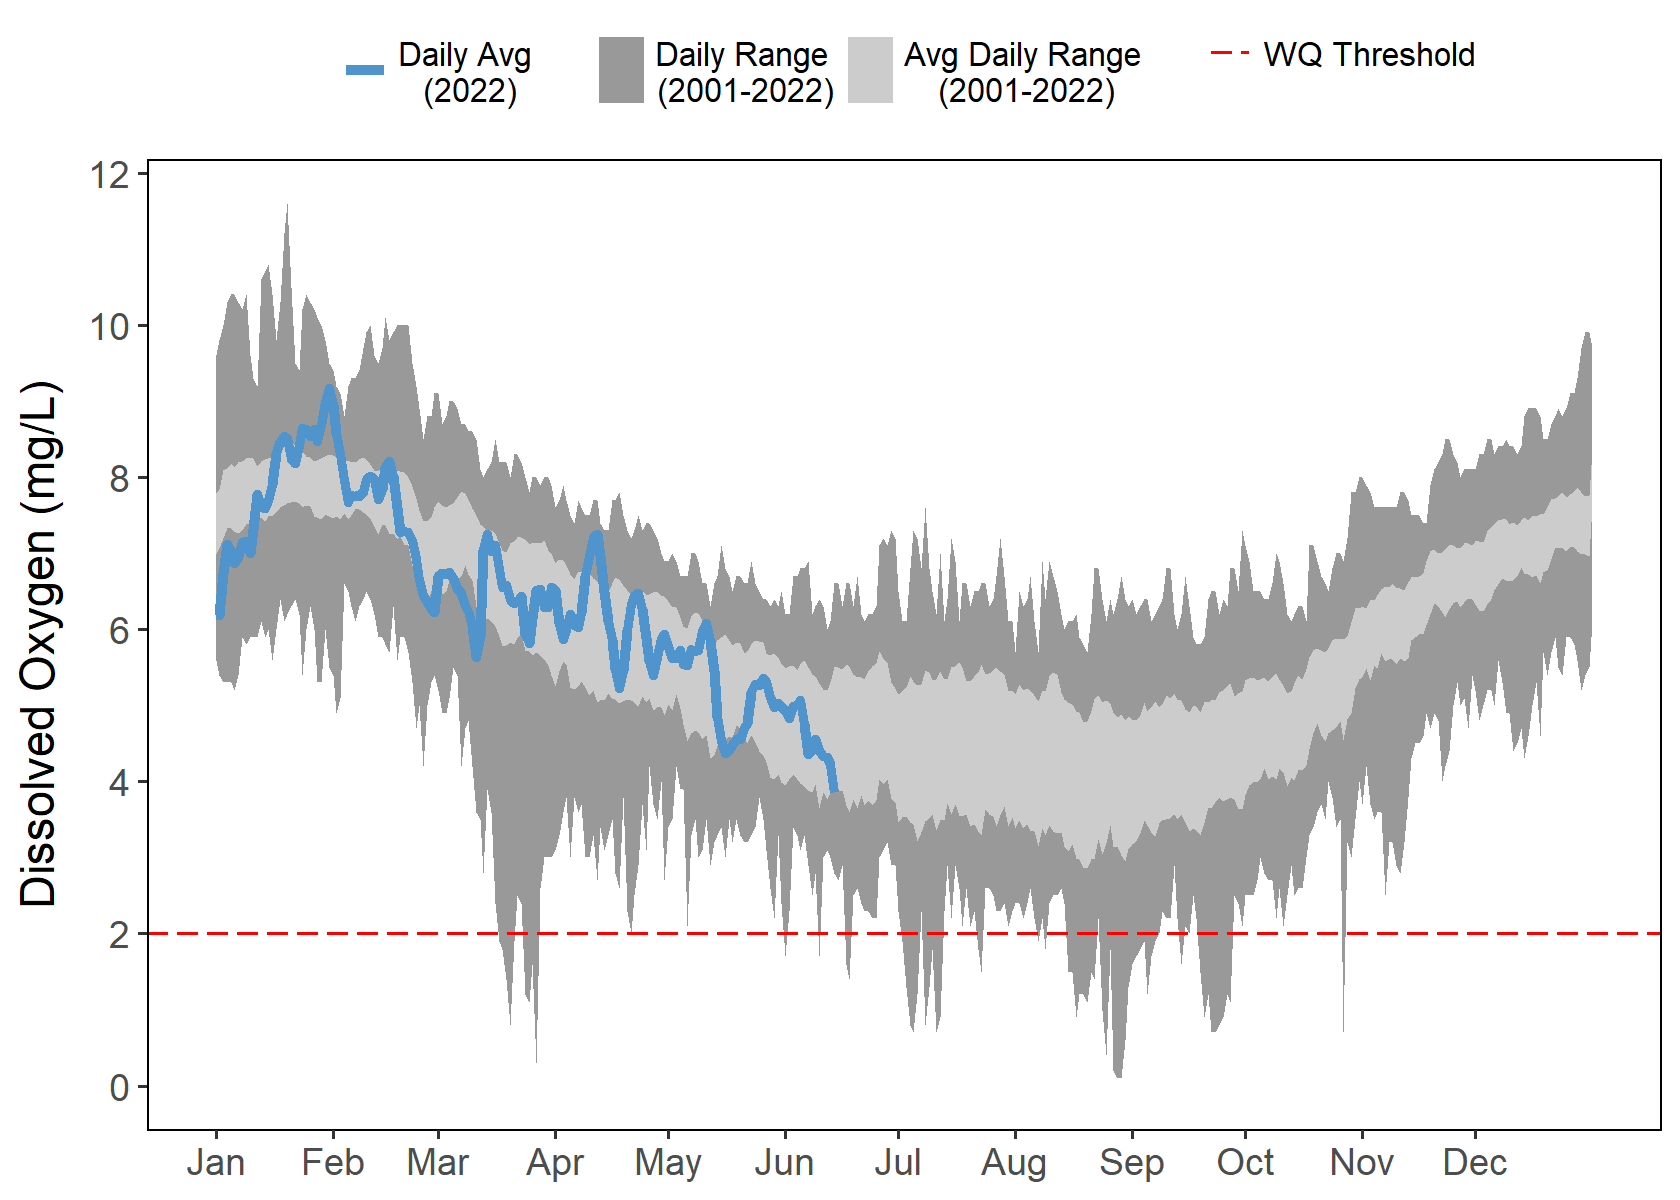 Daily Avg
(2022)
Daily Range
(2001-2022)
Avg Daily Range
(2001-2022)
WQ Threshold
Dissolved Oxygen (mg/L)
12
10
8
6
4
2
0
Jan Feb Mar Apr May Jun Jul Aug Sep Oct Nov Dec